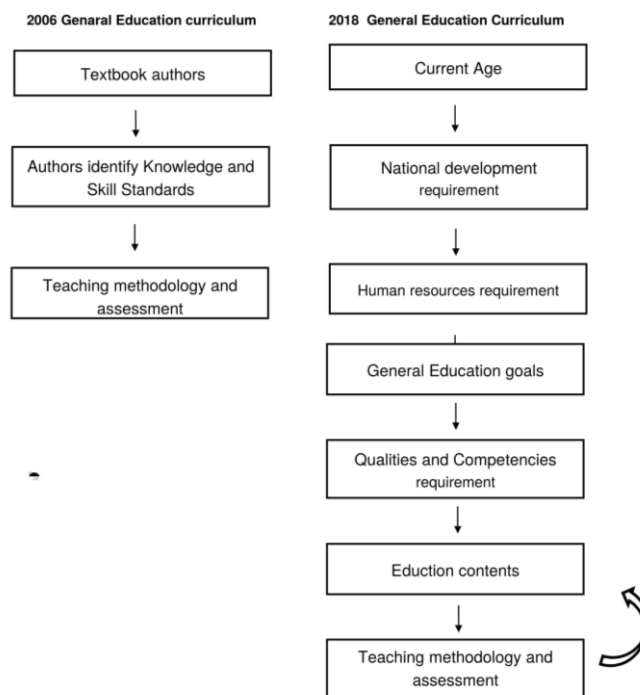 2006 Genaral Education curriculum
Textbook authors
Authors identify Knowledge and
Skill Standards
Teaching methodology and
assessment
2018 General Education Curriculum
Current Age
National development
requirement
Human resources requirement
General Education goals
Qualities and Competencies
requirement
Eduction contents
Teaching methodology and
assessment